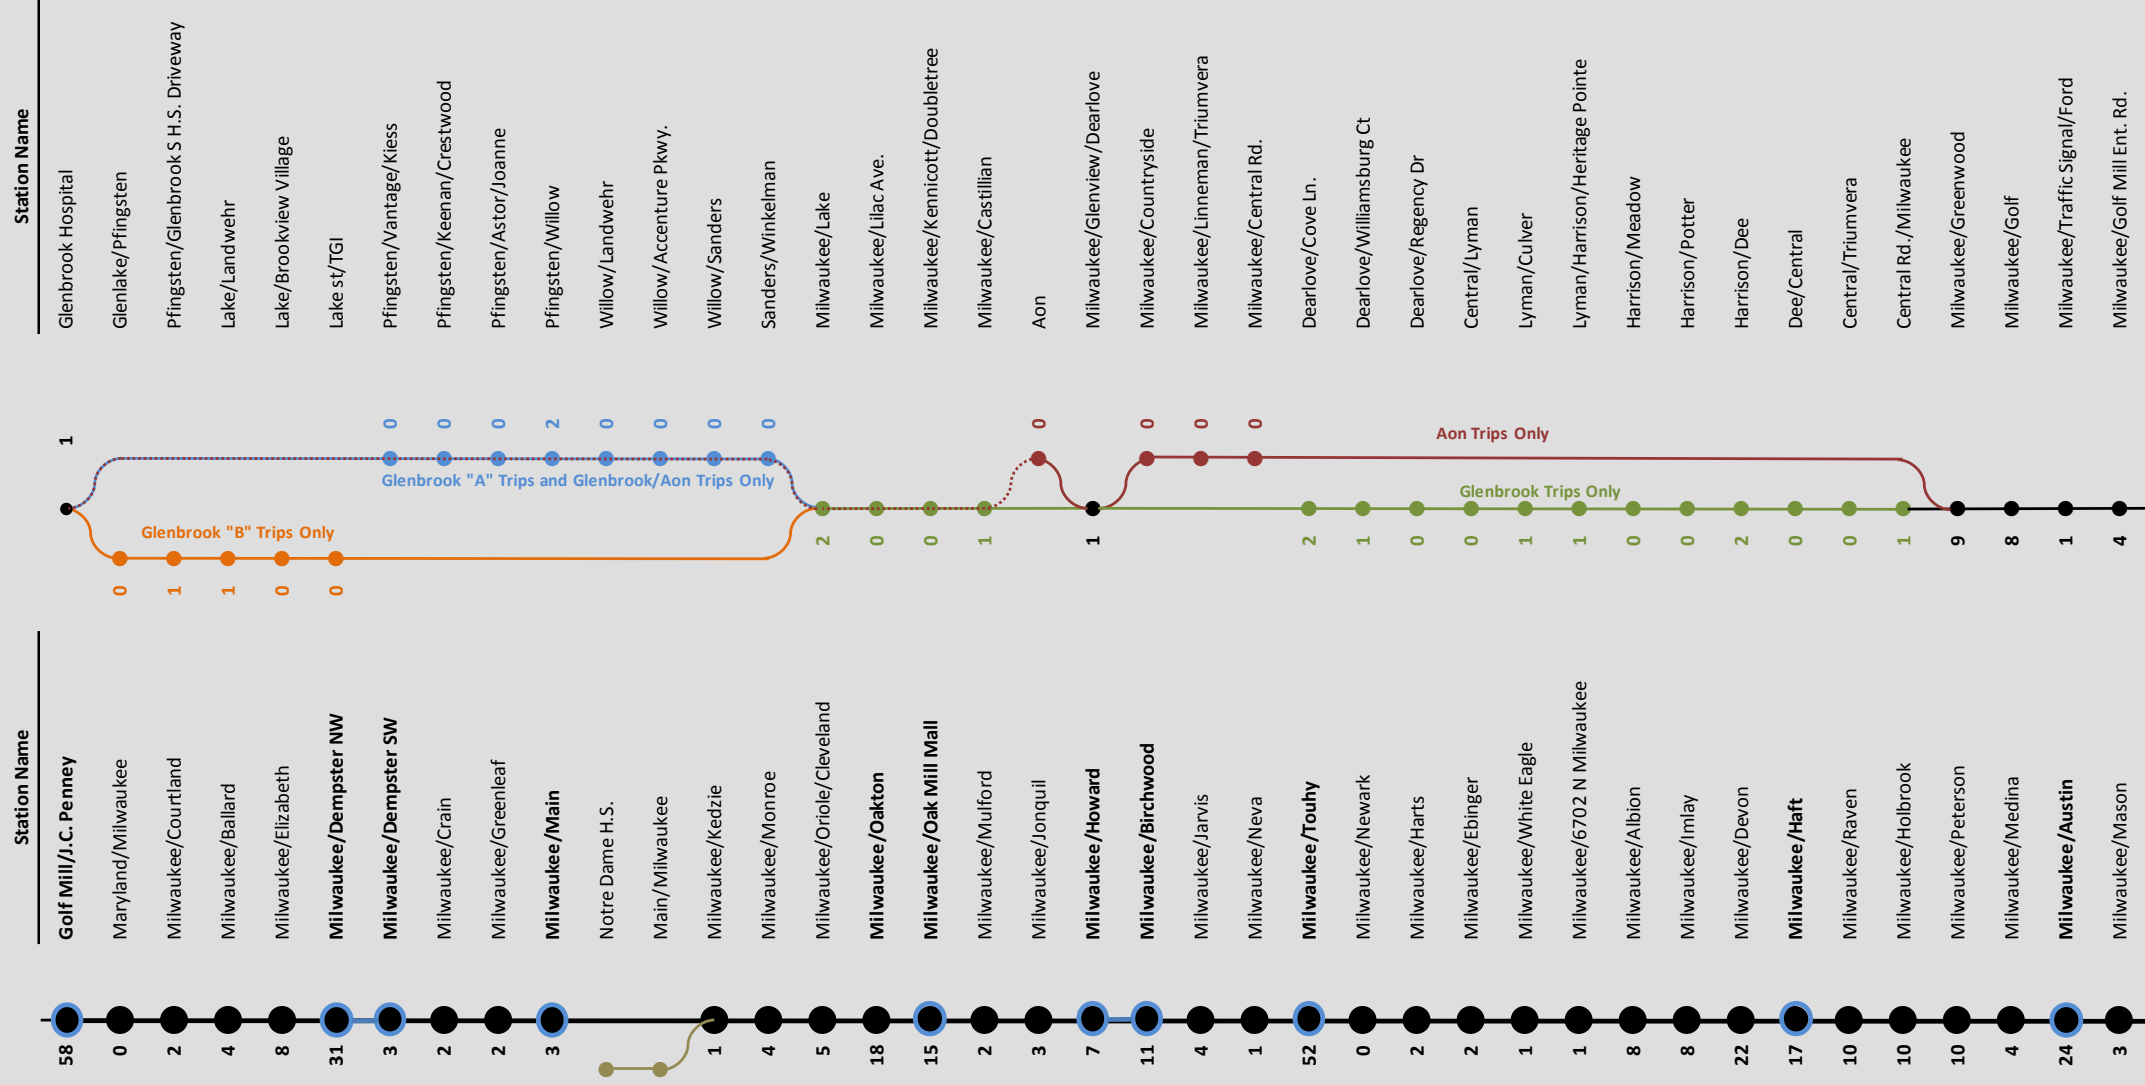 Station Name
Glenbrook Hospital
Glenlake/Pfingsten
Pfingsten/Glenbrook S H.S. Driveway
Lake/Landwehr
Lake/Brookview Village
Lake st/TGI
Pfingsten/Vantage/Kiess
Pfingsten/Keenan/Crestwood
Pfingsten/Astor/Joanne
Pfingsten/Willow
Willow/Landwehr
Willow/Accenture Pkwy.
Willow/Sanders
Sanders/Winkelman
Milwaukee/Lake
Milwaukee/Lilac Ave.
Milwaukee/Kennicott/Doubletree
Milwaukee/Castillian
Aon
Milwaukee/Glenview/Dearlove
Milwaukee/Countryside
Milwaukee/Linneman/Triumvera
Milwaukee/Central Rd.
Dearlove/Cove Ln.
Dearlove/Williamsburg Ct
Dearlove/Regency Dr
Central/Lyman
Lyman/Culver
Lyman/Harrison/Heritage Pointe
Harrison/Meadow
Harrison/Potter
Harrison/Dee
Dee/Central
Central/Triumvera
Central Rd./Milwaukee
Milwaukee/Greenwood
Milwaukee/Golf
Milwaukee/Traffic Signal/Ford
Milwaukee/Golf Mill Ent. Rd.
1
0
0
0
2
0
0
0
0
0
0
0
0
Aon Trips Only
Glenbrook "A" Trips and Glenbrook/Aon Trips Only
Glenbrook Trips Only
Glenbrook "B" Trips Only
2
0
0
1
1
2
1
0
0
1
1
0
0
2
0
0
1
9
8
1
4
0
1
1
0
0
Station Name
Golf Mill/J.C. Penney
Maryland/Milwaukee
Milwaukee/Courtland
Milwaukee/Ballard
Milwaukee/Elizabeth
Milwaukee/Dempster NW
Milwaukee/Dempster SW
Milwaukee/Crain
Milwaukee/Greenleaf
Milwaukee/Main
Notre Dame H.S.
Main/Milwaukee
Milwaukee/Kedzie
Milwaukee/Monroe
Milwaukee/Oriole/Cleveland
Milwaukee/Oakton
Milwaukee/Oak Mill Mall
Milwaukee/Mulford
Milwaukee/Jonquil
Milwaukee/Howard
Milwaukee/Birchwood
Milwaukee/Jarvis
Milwaukee/Neva
Milwaukee/Touhy
Milwaukee/Newark
Milwaukee/Harts
Milwaukee/Ebinger
Milwaukee/White Eagle
Milwaukee/6702 N Milwaukee
Milwaukee/Albion
Milwaukee/Imlay
Milwaukee/Devon
Milwaukee/Haft
Milwaukee/Raven
Milwaukee/Holbrook
Milwaukee/Peterson
Milwaukee/Medina
Milwaukee/Austin
Milwaukee/Mason
58
0
2
4
8
31
3
2
2
3
1
4
5
18
15
2
3
7
11
4
1
52
0
2
2
1
1
8
8
22
17
10
10
10
4
24
3